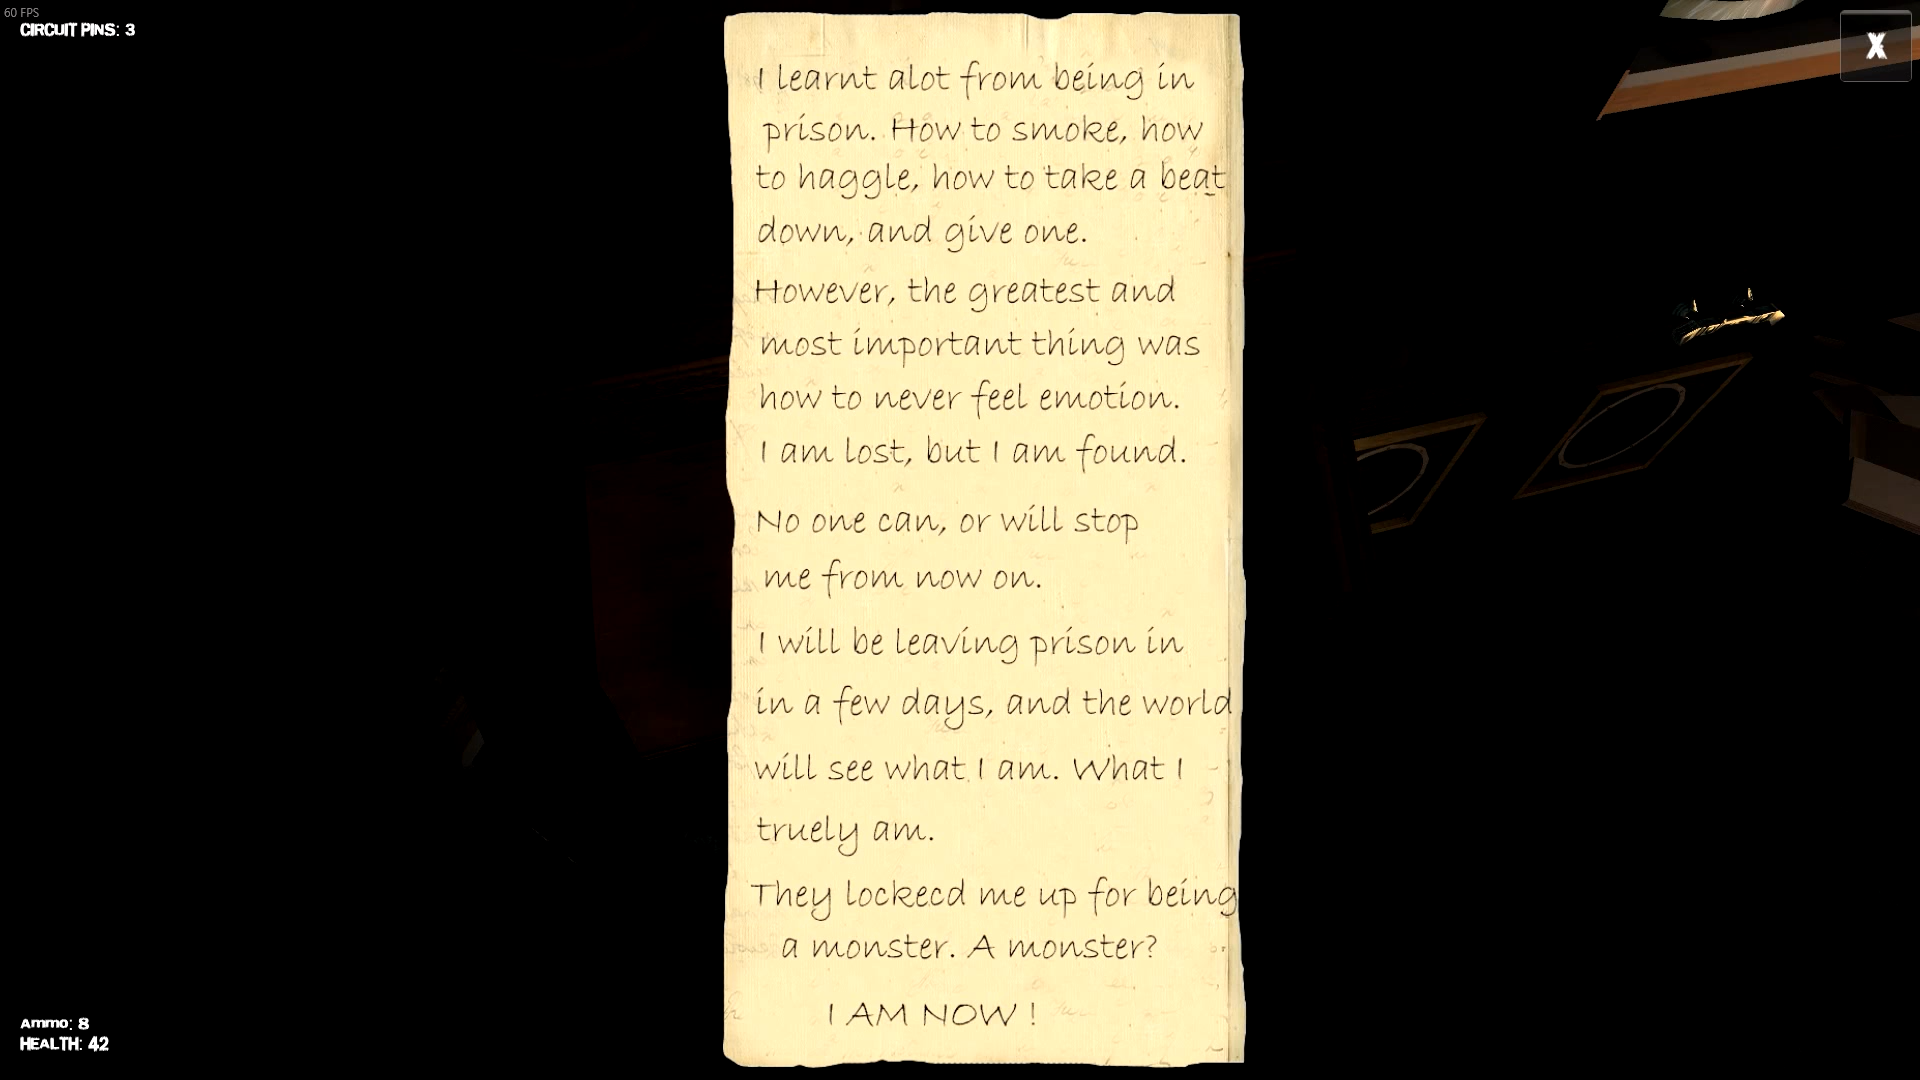 60 FPS
CIRCUIT PINS: 3
X
I learnt alot from being in
prison. How to smoke, how
to haggle, how to take a beat
down, and give one.
However, the greatest and
most important thing was
how to never feel emotion.
I am lost, but I am found.
No one can, or will stop
me from now on.
I will be leaving prison in
in a few days, and the world
will see what I am. What I
truely am.
They lockecd me up for being
a monster. A monster?
I AM NOW !
Ammo: 8
HEALTH: 42